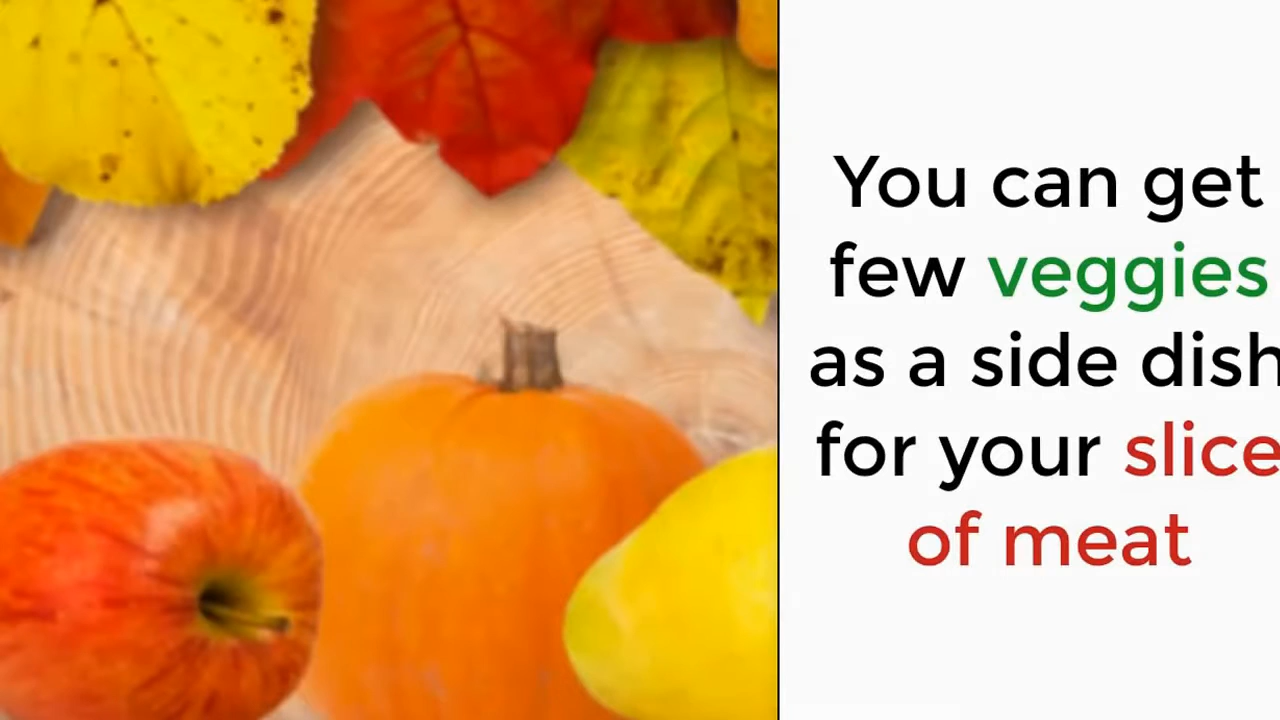 You can get
few veggies
as a side dish
for your slice
of meat